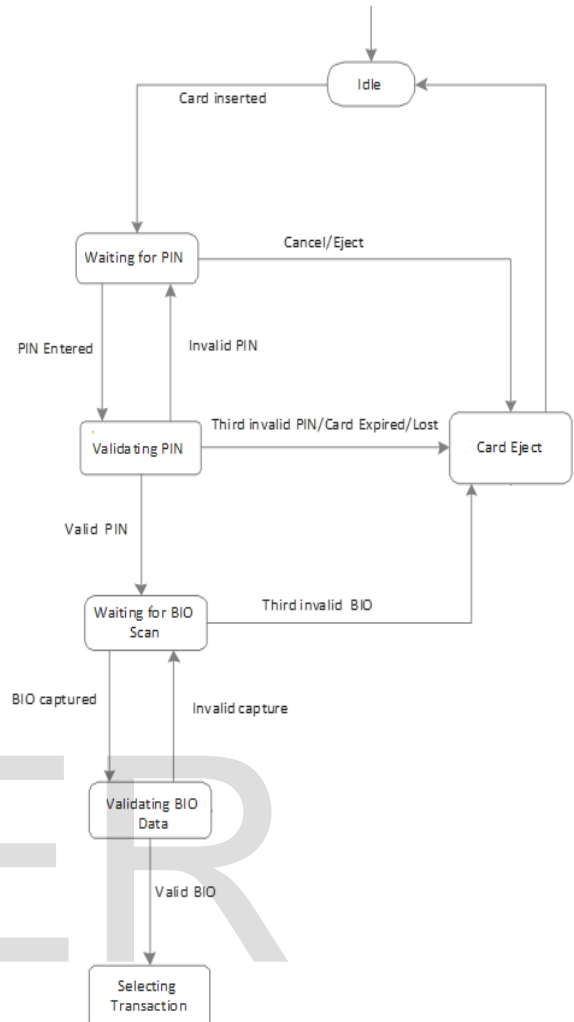 Idle
Card inserted
Waiting for PIN
Cancel/Eject
PIN Entered
Invalid PIN
Validating PIN
Third invalid PIN/Card Expired/Lost
Card Eject
Valid PIN
Waiting for BIO
Scan
Third invalid BIO
BIO captured
Invalid capture
Validating BIO
Data
Valid BIO
ER
Selecting
Transaction